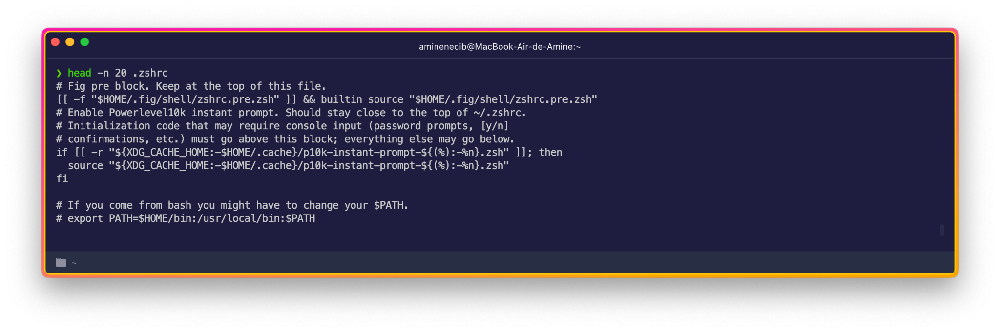 aminenecib@MacBook-Air-de-Amine:~
❯ head -n 20 .zshrc
# Fig pre block. Keep at the top of this file.
[[ -f "$HOME/.fig/shell/zshrc.pre.zsh" ]] && builtin source "$HOME/.fig/shell/zshrc.pre.zsh"
# Enable Powerlevel10k instant prompt. Should stay close to the top of ~/.zshrc.
# Initialization code that may require console input (password prompts, [y/n]
# confirmations, etc.) must go above this block; everything else may go below.
if [[ -r "${XDG_CACHE_HOME:-$HOME/.cache}/p10k-instant-prompt-${(%):-%n}.zsh" ]]; then
  source "${XDG_CACHE_HOME:-$HOME/.cache}/p10k-instant-prompt-${(%):-%n}.zsh"
fi

# If you come from bash you might have to change your $PATH.
# export PATH=$HOME/bin:/usr/local/bin:$PATH
~